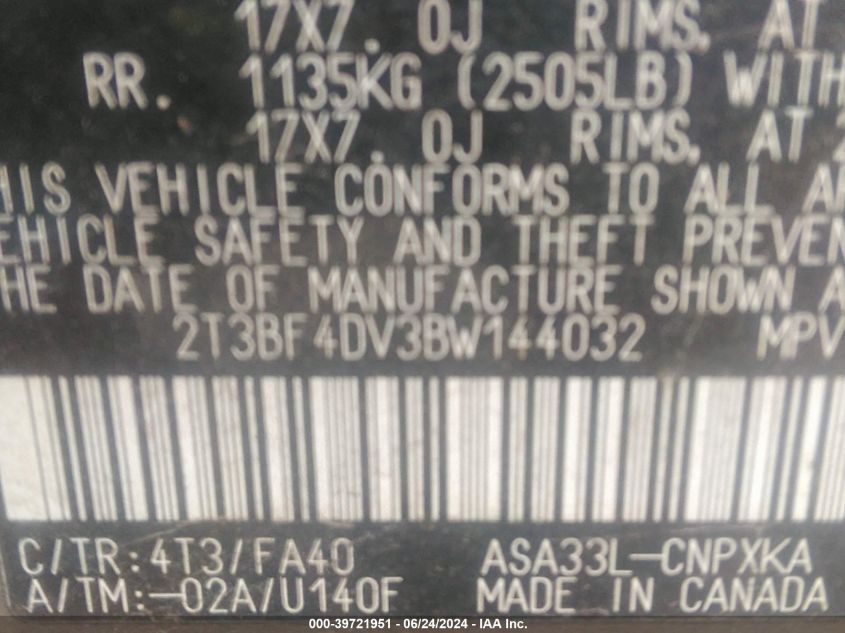 17X7.0J RIMS, AT
RR. 1135KG (2505LB) WITH
17X7.0J RIMS, AT
HIS VEHICLE CONFORMS TO ALL AP
EHICLE SAFETY AND THEFT PREVEN
HE DATE OF MANUFACTURE SHOWN A
2T3BF4DV3BW144032 MPV
C/TR:4T3/FA40 ASA33L-CNPXKA
A/TM:-02A/U140F MADE IN CANADA
000-39721951 - 06/24/2024 - IAA Inc.